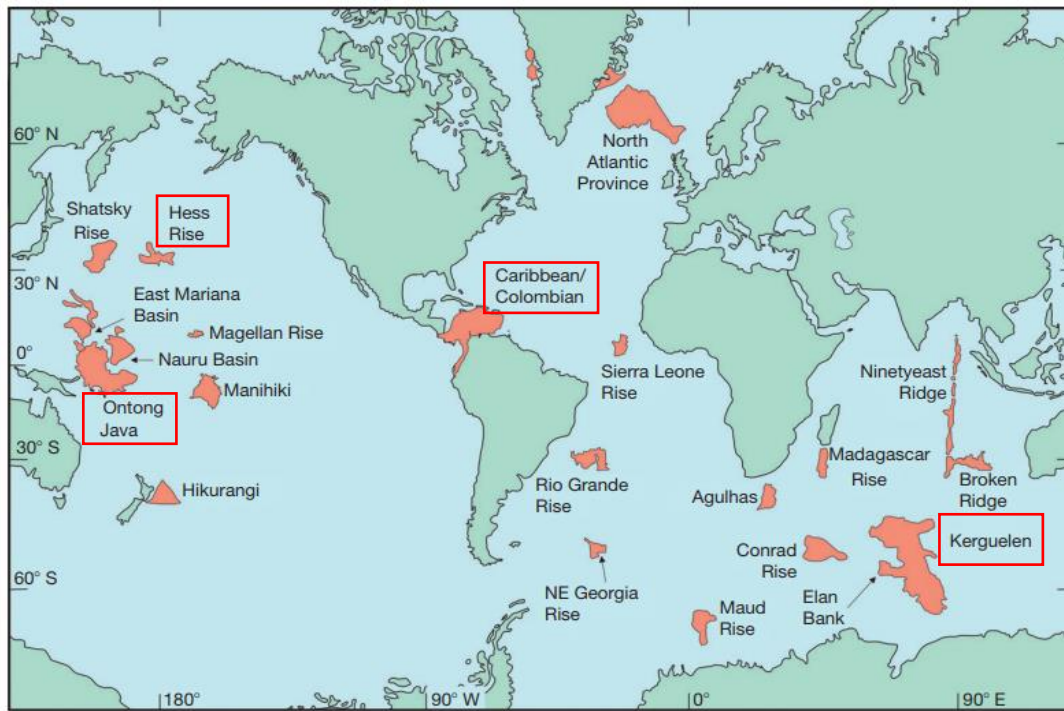 60° N
North
Atlantic
Province
Shatsky
Rise
Hess
Rise
30° N
East Mariana
Basin
Caribbean/
Colombian
Magellan Rise
0°
Nauru Basin
Sierra Leone
Rise
Ninetyeast
Ridge
Manihiki
Ontong
Java
30° S
Hikurangi
Rio Grande
Rise
Agulhas
Madagascar
Rise
Broken
Ridge
Kerguelen
Conrad
Rise
60° S
NE Georgia
Rise
Maud
Rise
Elan
Bank
180°
90° W
0°
90° E